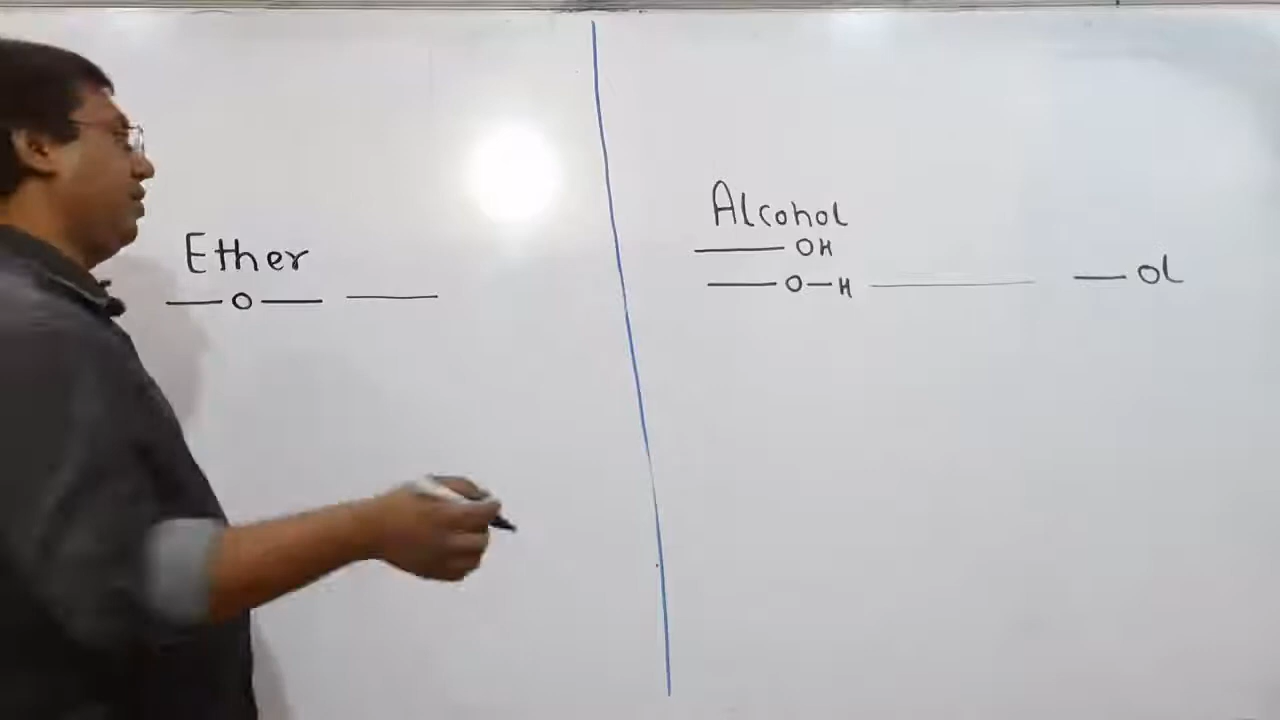 Ether
—O— —
Alcohol
—OH
—O—H — —Ol